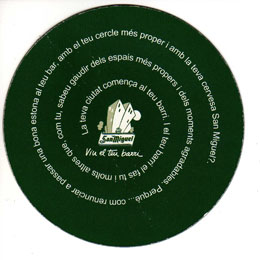 La teva ciutat comença al teu barri. I el teu barri el fas tu i molts altres que, com tu, sabeu gaudir dels espais més propers i dels moments agradables. Perquè... com renunciar a passar una bona estona al teu bar, amb el teu cercle més proper i amb la teva cervesa San Miguel?.
San Miguel
Viu el teu barri.